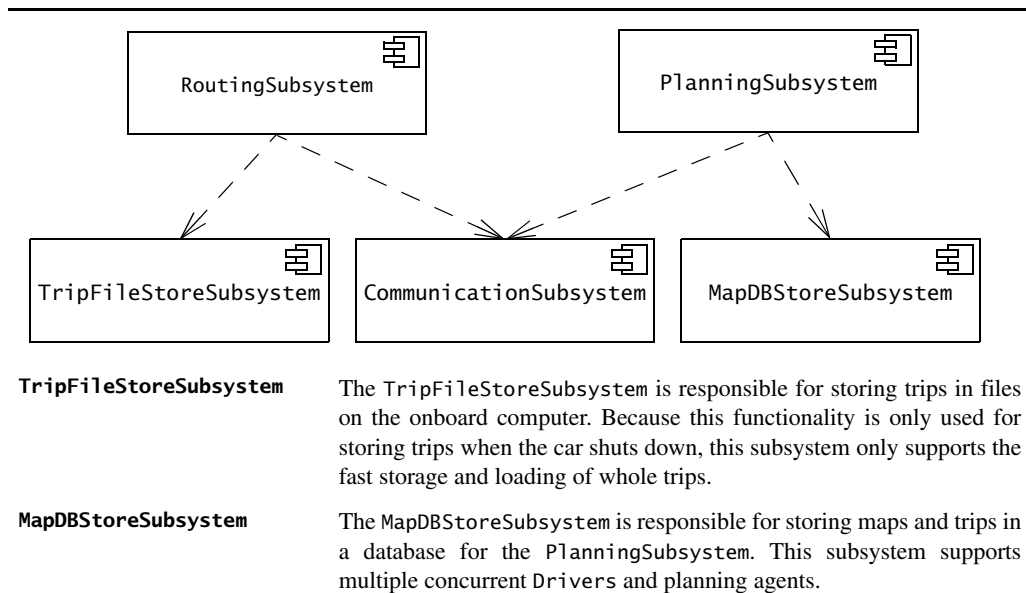 RoutingSubsystem
PlanningSubsystem
TripFileStoreSubsystem
CommunicationSubsystem
MapDBStoreSubsystem
TripFileStoreSubsystem
The TripFileStoreSubsystem is responsible for storing trips in files
on the onboard computer. Because this functionality is only used for
storing trips when the car shuts down, this subsystem only supports the
fast storage and loading of whole trips.
MapDBStoreSubsystem
The MapDBStoreSubsystem is responsible for storing maps and trips in
a database for the PlanningSubsystem. This subsystem supports
multiple concurrent Drivers and planning agents.